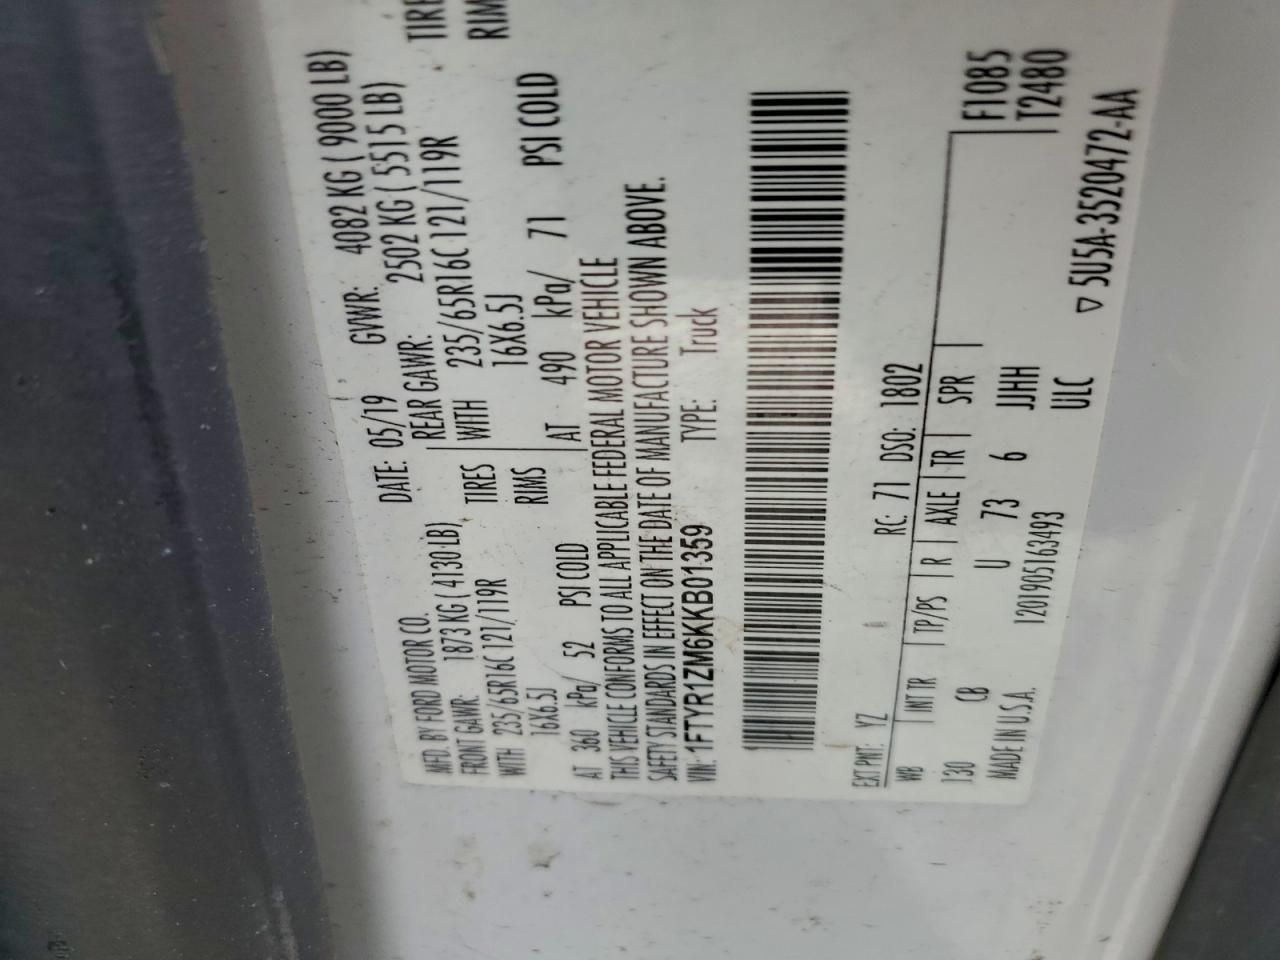 MFD. BY FORD MOTOR CO. DATE: 05/19 GVWR: 4082 KG ( 9000 LB)
FRONT GAWR: 1873 KG ( 4130 LB) REAR GAWR: 2502 KG ( 5515 LB)
WITH 235/65R16C 121/119R TIRES WITH 235/65R16C 121/119R TIRE
16X6.5J RIMS 16X6.5J RIM
AT 360 kPa/ 52 PSI COLD AT 490 kPa/ 71 PSI COLD
THIS VEHICLE CONFORMS TO ALL APPLICABLE FEDERAL MOTOR VEHICLE
SAFETY STANDARDS IN EFFECT ON THE DATE OF MANUFACTURE SHOWN ABOVE.
VIN: 1FTYR1ZM6KKB01359 TYPE: Truck
EXT PNT: YZ RC: 71 DSO: 1802
WB INT TR TP/PS R AXLE TR SPR F1085
130 CB U 73 6 JJHH T2480
MADE IN U.S.A. 1201905163493 ULC ▽ 5U5A-3520472-AA